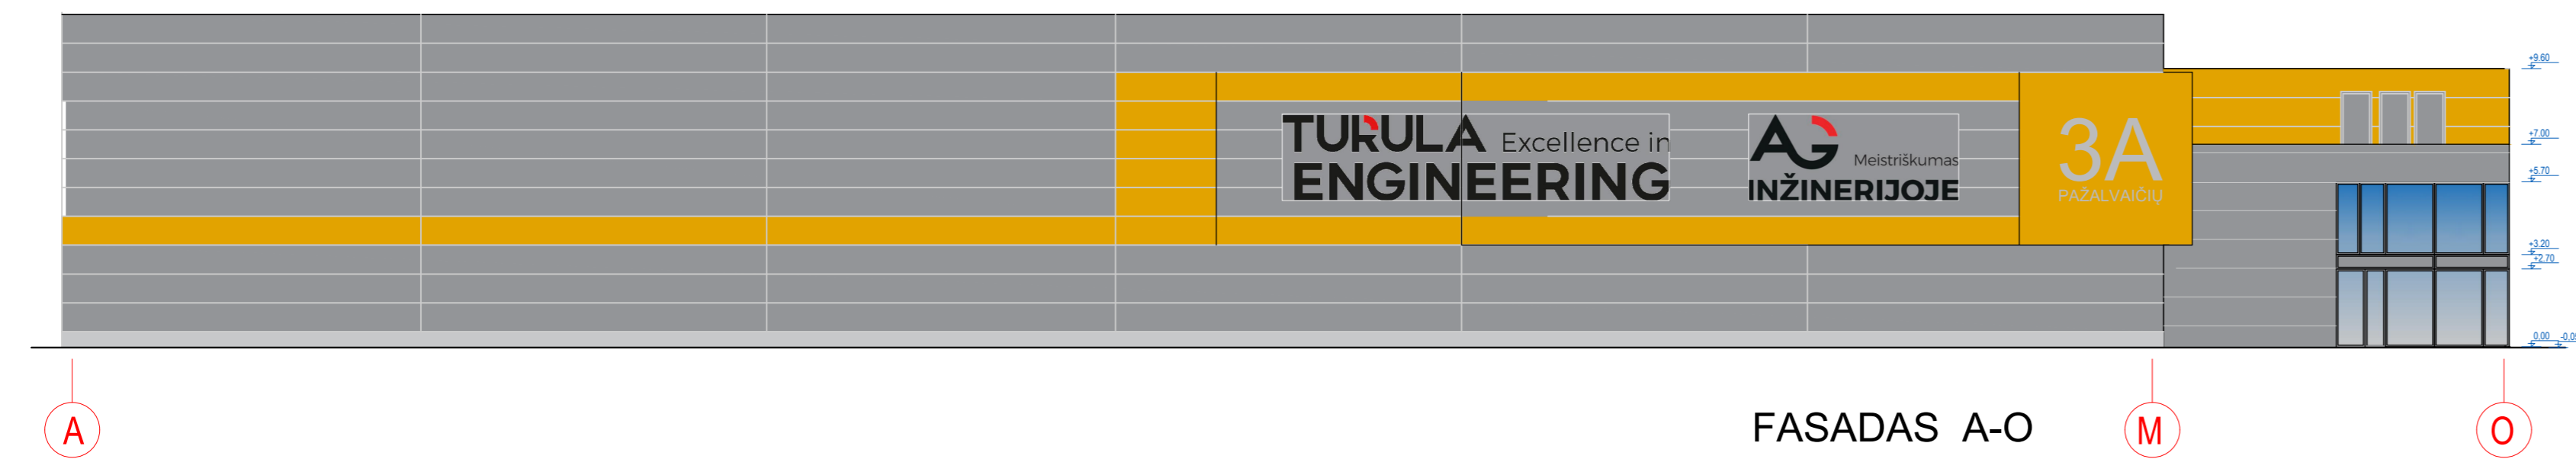 +9.60
TURULA Excellence in
ENGINEERING
AG Meistriškumas
INŽINERIJOJE
3A
PAŽALVAIČIŲ
+7.00
+5.70
+3.20
+2.70
0.00
A
FASADAS A-O
M
O